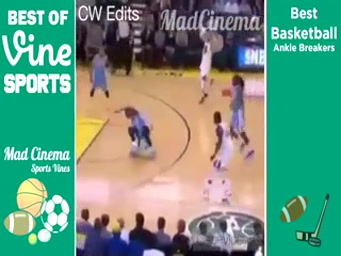 BEST OF
Vine
SPORTS
Mad Cinema
Sports Vines
CW Edits
MadCinema
Best
Basketball
Ankle Breakers